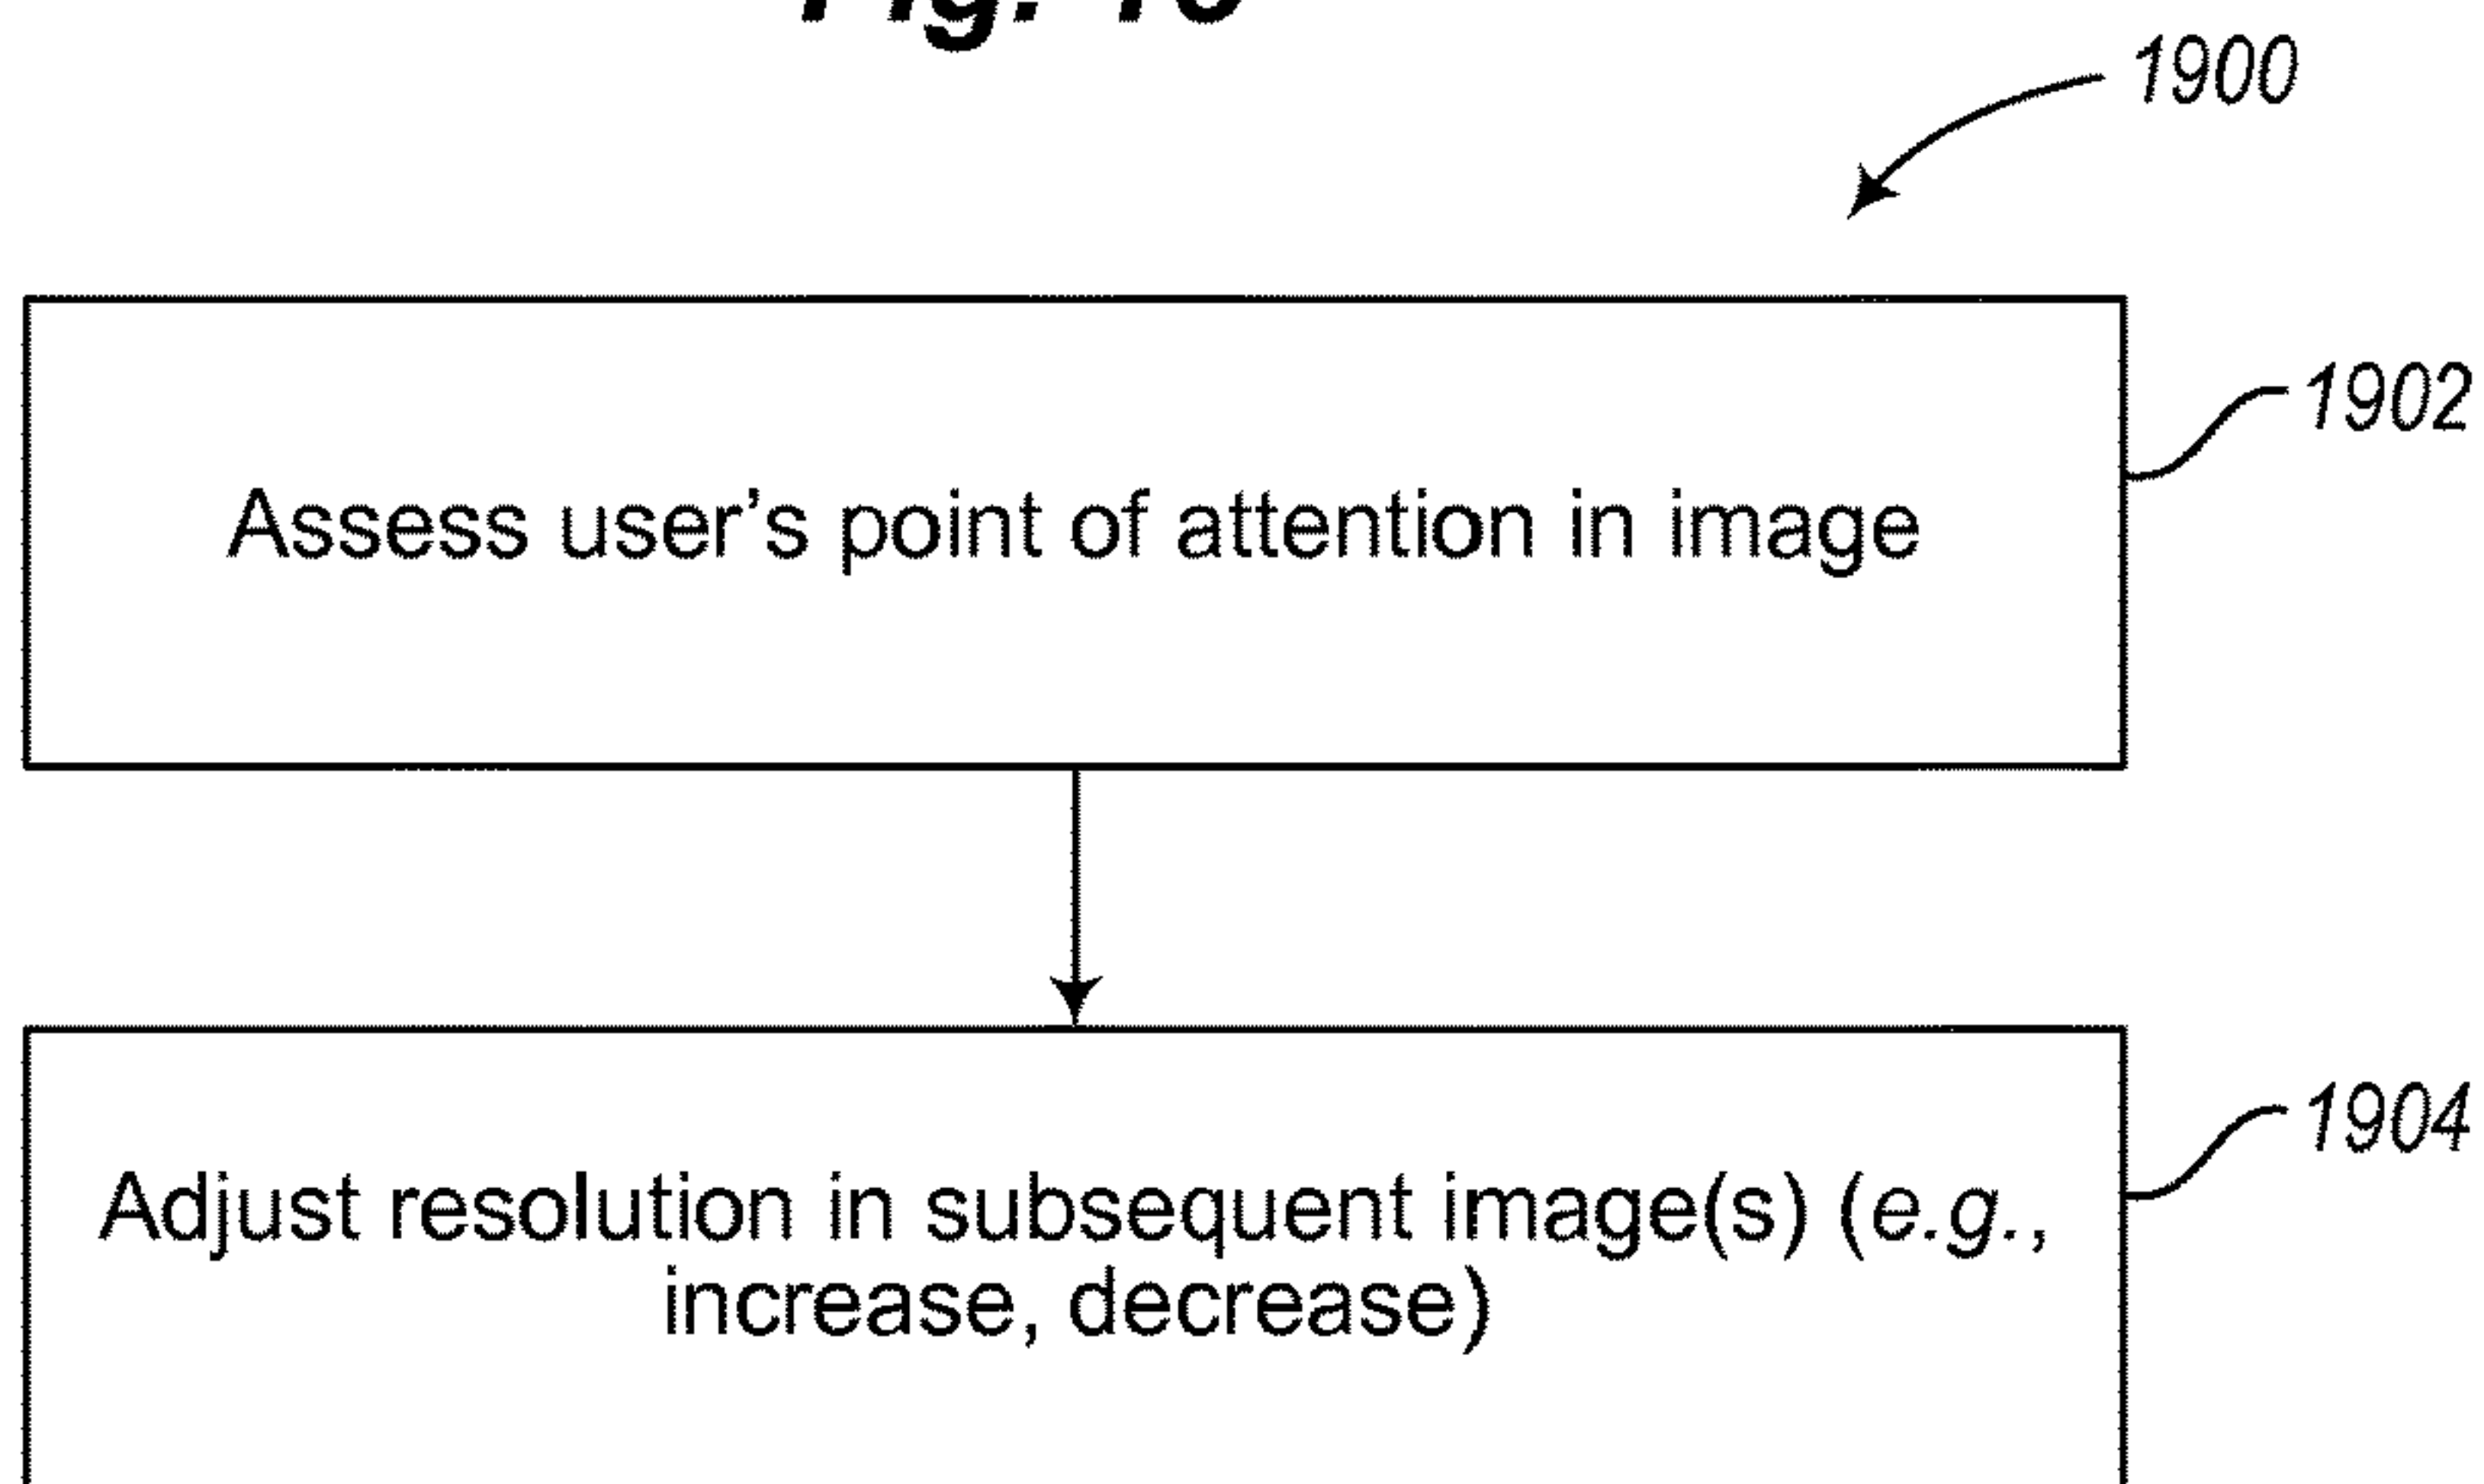 1900
1902
Assess user’s point of attention in image
1904
Adjust resolution in subsequent image(s) (e.g.,
increase, decrease)